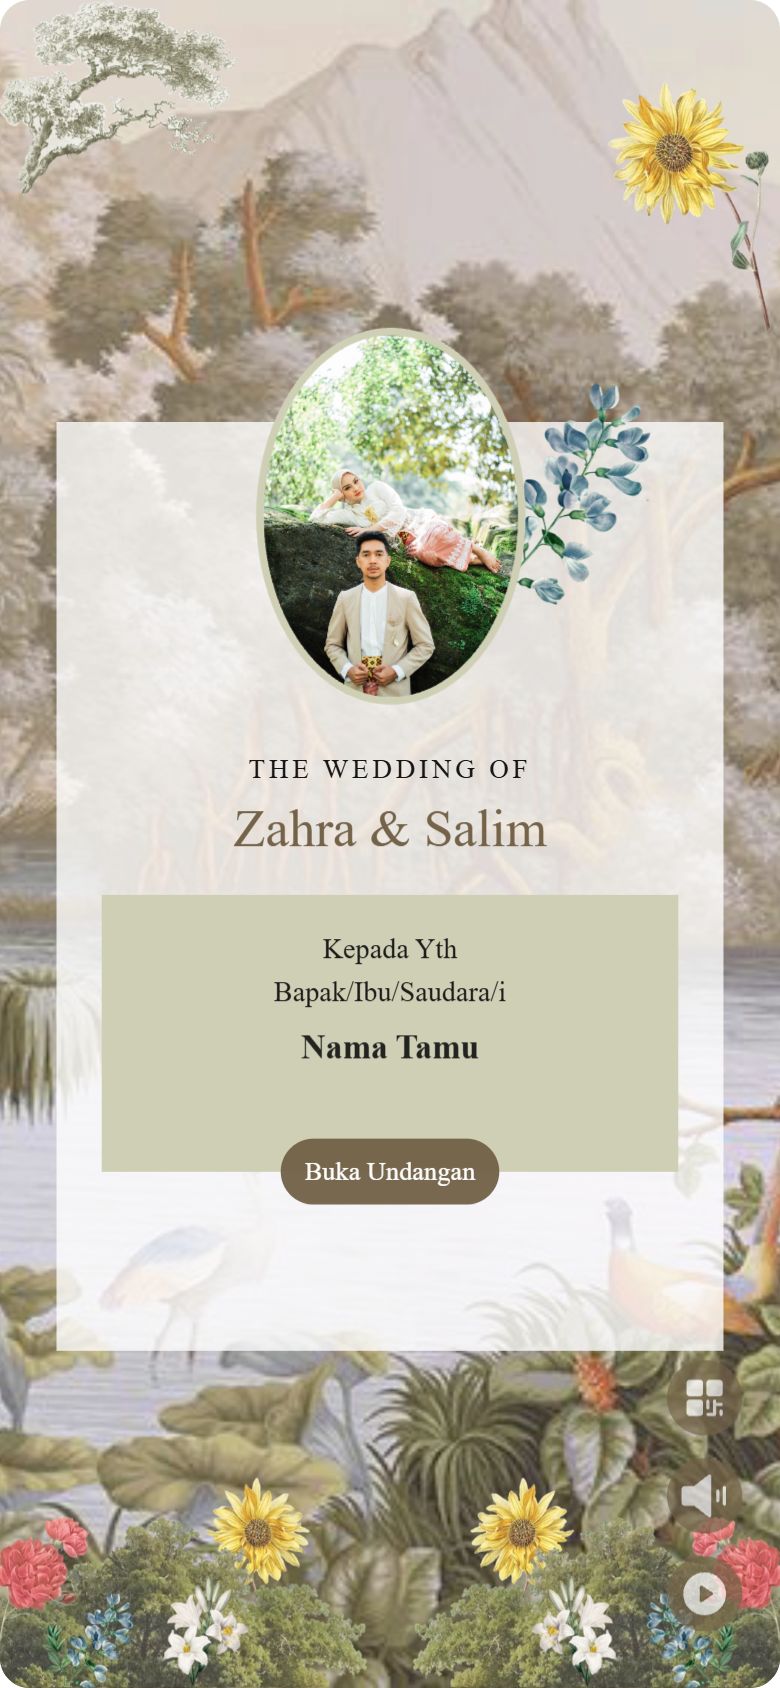 THE WEDDING OF
Zahra & Salim
Kepada Yth
Bapak/Ibu/Saudara/i
Nama Tamu
Buka Undangan